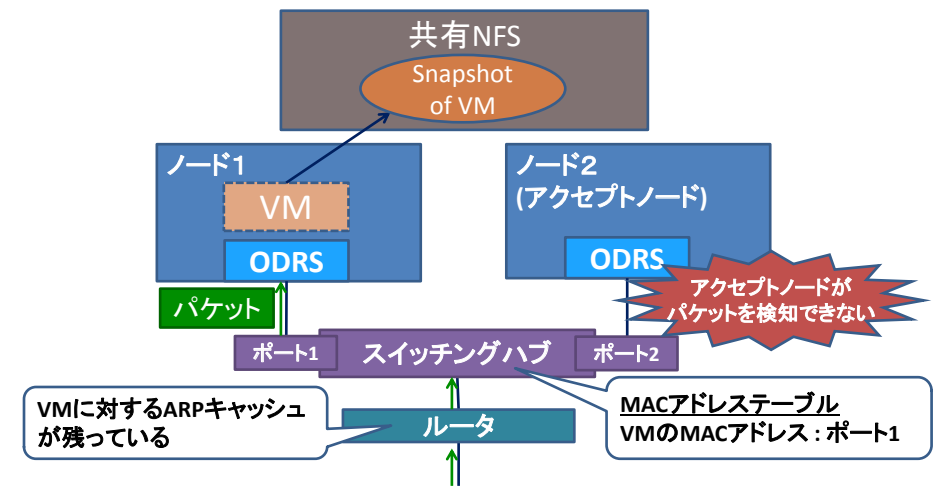 共有NFS
Snapshot
of VM
ノード１
VM
ODRS
ノード２
(アクセプトノード)
ODRS
アクセプトノードが
パケットを検知できない
パケット
ポート1
スイッチングハブ
ポート2
VMに対するARPキャッシュ
が残っている
ルータ
MACアドレステーブル
VMのMACアドレス : ポート1